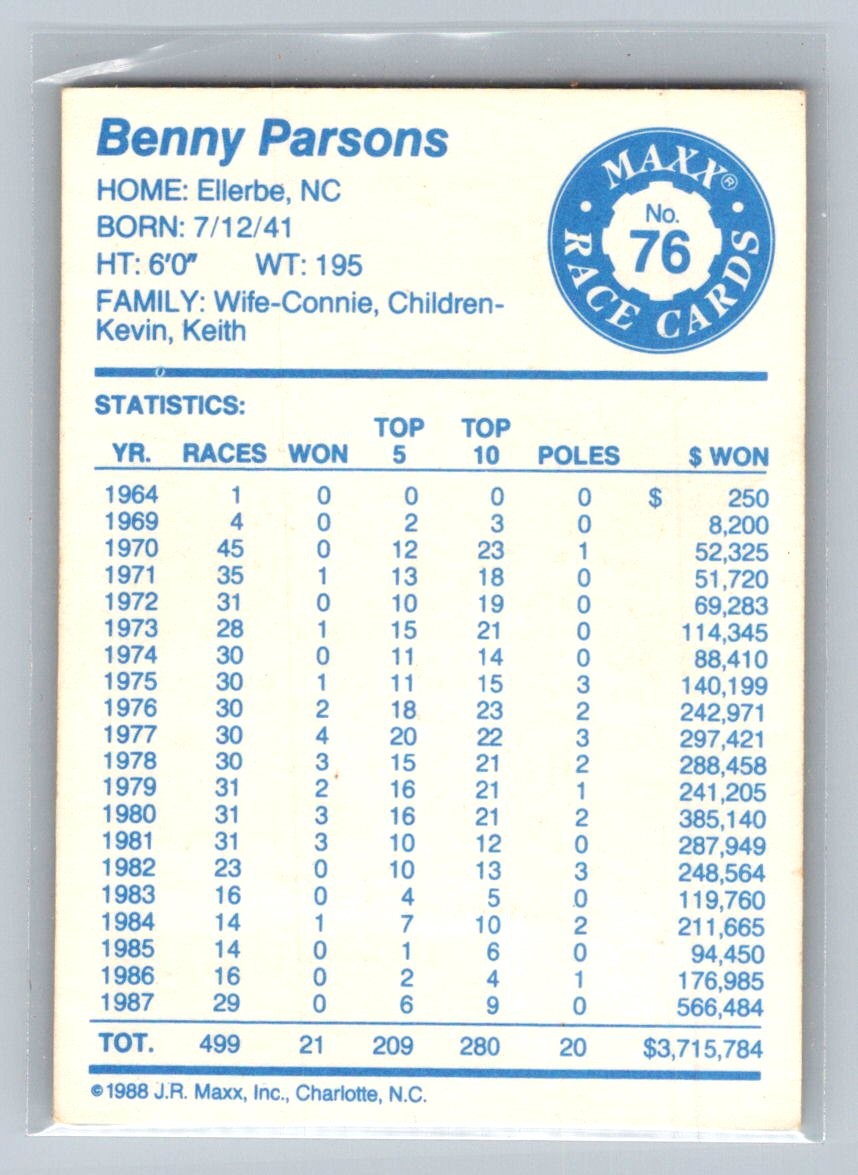 Benny Parsons
HOME: Ellerbe, NC
BORN: 7/12/41
HT: 6'0" WT: 195
FAMILY: Wife-Connie, Children-
Kevin, Keith
MAXX®
No.
76
RACE CARDS
STATISTICS:
YR. RACES WON TOP 5 TOP 10 POLES $ WON
1964 1 0 0 0 0 $ 250
1969 4 0 2 3 0 8,200
1970 45 0 12 23 1 52,325
1971 35 1 13 18 0 51,720
1972 31 0 10 19 0 69,283
1973 28 1 15 21 0 114,345
1974 30 0 11 14 0 88,410
1975 30 1 11 15 3 140,199
1976 30 2 18 23 2 242,971
1977 30 4 20 22 3 297,421
1978 30 3 15 21 2 288,458
1979 31 2 16 21 1 241,205
1980 31 3 16 21 2 385,140
1981 31 3 10 12 0 287,949
1982 23 0 10 13 3 248,564
1983 16 0 4 5 0 119,760
1984 14 1 7 10 2 211,665
1985 14 0 1 6 0 94,450
1986 16 0 2 4 1 176,985
1987 29 0 6 9 0 566,484
TOT. 499 21 209 280 20 $3,715,784
©1988 J.R. Maxx, Inc., Charlotte, N.C.